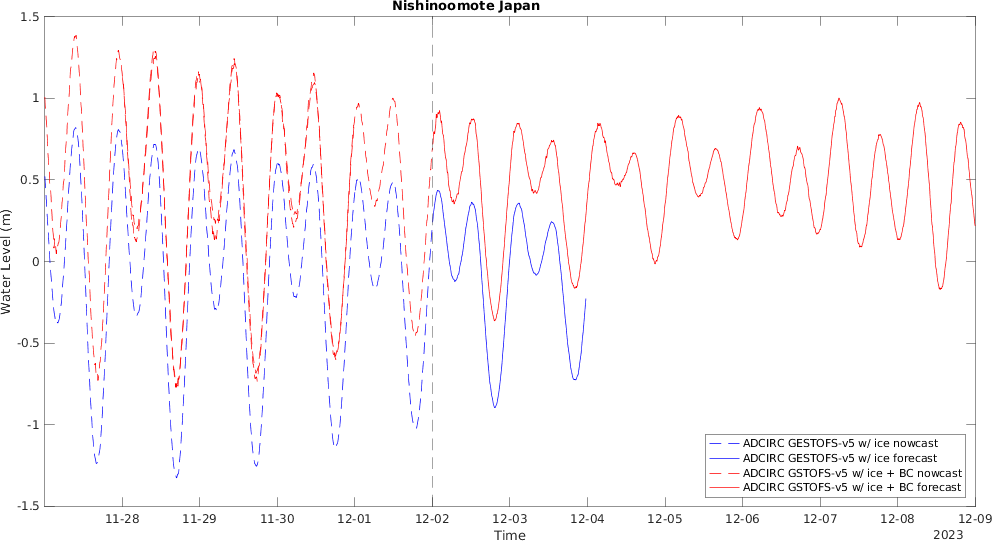 Nishinoomote Japan
1.5
1
0.5
0
-0.5
-1
-1.5
Water Level (m)
ADCIRC GESTOFS-v5 w/ ice nowcast
ADCIRC GESTOFS-v5 w/ ice forecast
ADCIRC GSTOFS-v5 w/ ice + BC nowcast
ADCIRC GSTOFS-v5 w/ ice + BC forecast
11-28 11-29 11-30 12-01 12-02 12-03 12-04 12-05 12-06 12-07 12-08 12-09
Time
2023